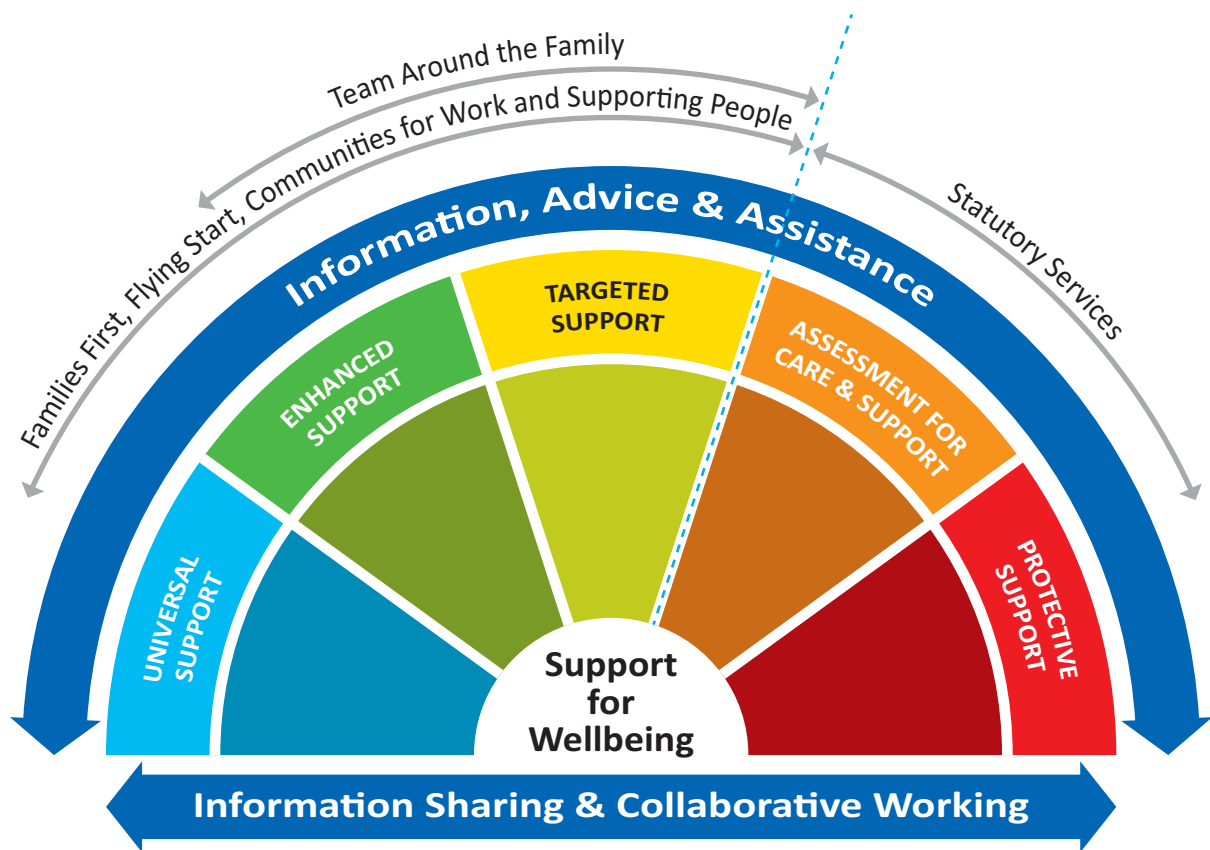 Team Around the Family
Families First, Flying Start, Communities for Work and Supporting People
Statutory Services
Information, Advice & Assistance
UNIVERSAL
SUPPORT
ENHANCED
SUPPORT
TARGETED
SUPPORT
ASSESSMENT FOR
CARE & SUPPORT
PROTECTIVE
SUPPORT
Support
for
Wellbeing
Information Sharing & Collaborative Working